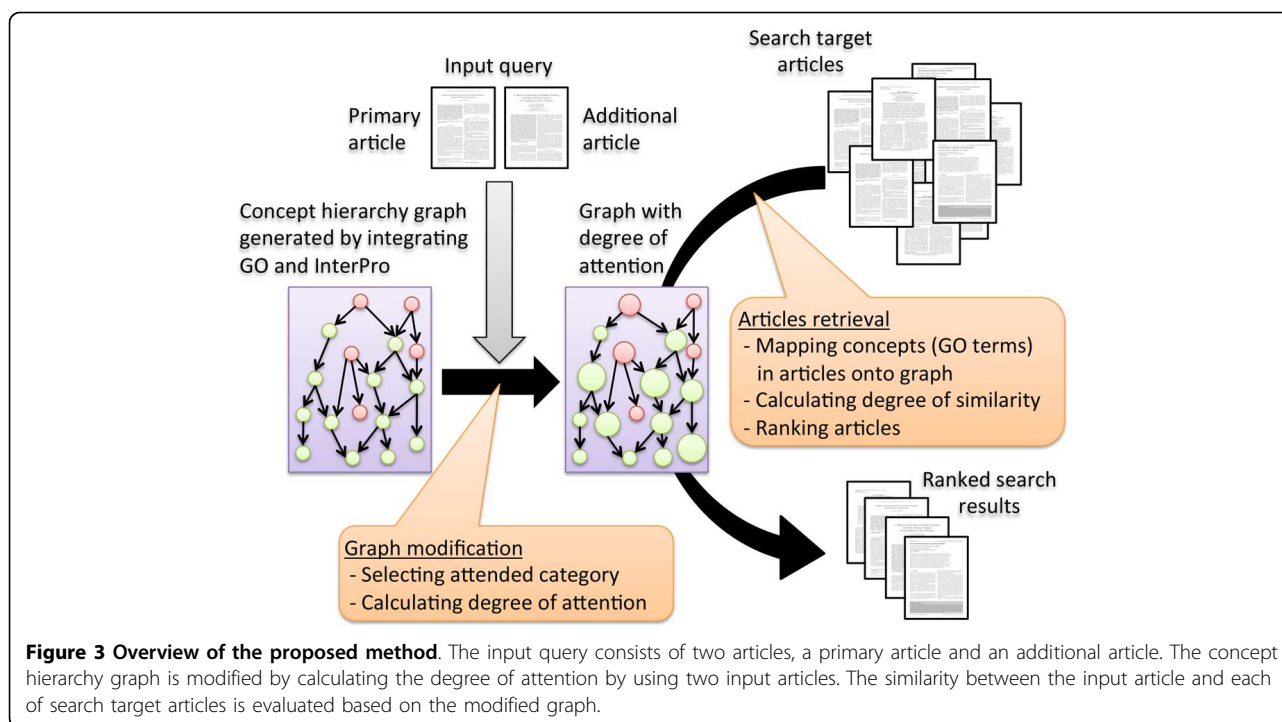 Input query
Primary
article
Additional
article
Search target
articles
Concept hierarchy graph
generated by integrating
GO and InterPro
Graph with
degree of
attention
Articles retrieval
- Mapping concepts (GO terms)
in articles onto graph
- Calculating degree of similarity
- Ranking articles
Graph modification
- Selecting attended category
- Calculating degree of attention
Ranked search
results
Figure 3 Overview of the proposed method. The input query consists of two articles, a primary article and an additional article. The concept
hierarchy graph is modified by calculating the degree of attention by using two input articles. The similarity between the input article and each
of search target articles is evaluated based on the modified graph.